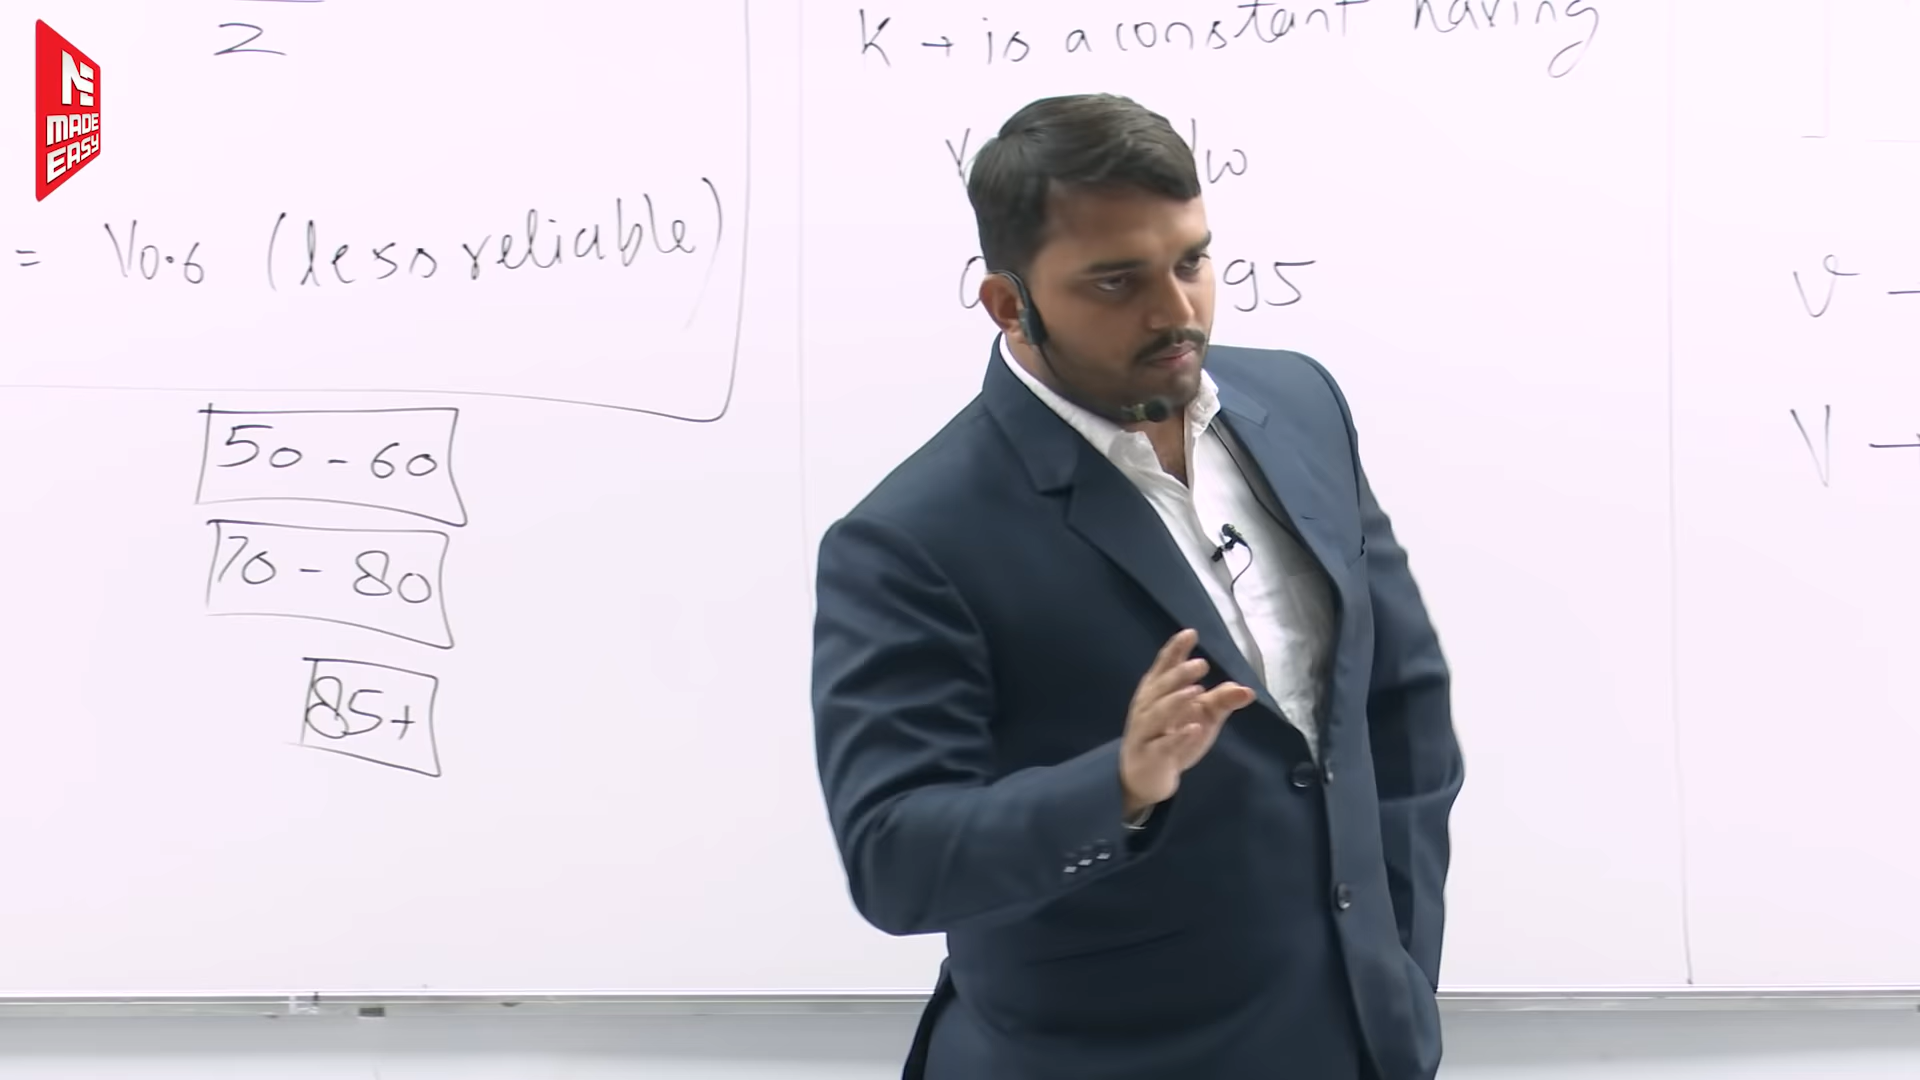 MADE
EASY
2
= V0.6 (less reliable)
50 - 60
70 - 80
85+
K → is a constant having
95
v -
V -